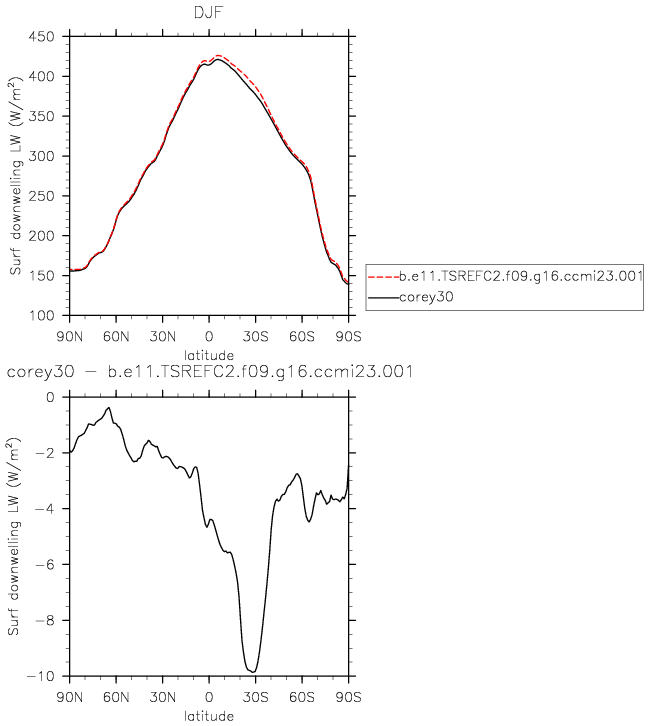 DJF
450
400
350
300
250
200
150
100
Surf downwelling LW (W/m²)
90N 60N 30N 0 30S 60S 90S
latitude
b.e11.TSREFC2.f09.g16.ccmi23.001
corey30
corey30 − b.e11.TSREFC2.f09.g16.ccmi23.001
0
−2
−4
−6
−8
−10
Surf downwelling LW (W/m²)
90N 60N 30N 0 30S 60S 90S
latitude